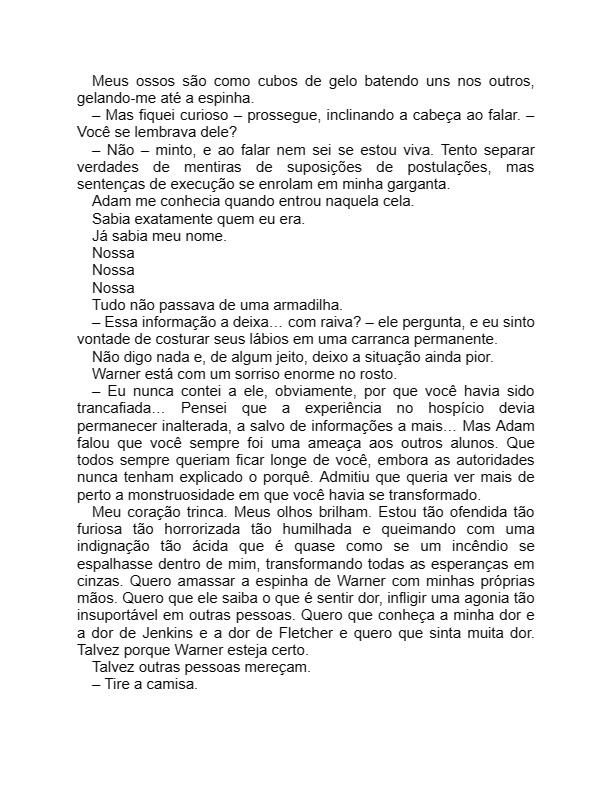 Meus ossos são como cubos de gelo batendo uns nos outros,
gelando-me até a espinha.
– Mas fiquei curioso – prossegue, inclinando a cabeça ao falar. –
Você se lembrava dele?
– Não – minto, e ao falar nem sei se estou viva. Tento separar
verdades de mentiras de suposições de postulações, mas
sentenças de execução se enrolam em minha garganta.
Adam me conhecia quando entrou naquela cela.
Sabia exatamente quem eu era.
Já sabia meu nome.
Nossa
Nossa
Nossa
Tudo não passava de uma armadilha.
– Essa informação a deixa… com raiva? – ele pergunta, e eu sinto
vontade de costurar seus lábios em uma carranca permanente.
Não digo nada e, de algum jeito, deixo a situação ainda pior.
Warner está com um sorriso enorme no rosto.
– Eu nunca contei a ele, obviamente, por que você havia sido
trancafiada… Pensei que a experiência no hospício devia
permanecer inalterada, a salvo de informações a mais… Mas Adam
falou que você sempre foi uma ameaça aos outros alunos. Que
todos sempre queriam ficar longe de você, embora as autoridades
nunca tenham explicado o porquê. Admitiu que queria ver mais de
perto a monstruosidade em que você havia se transformado.
Meu coração trinca. Meus olhos brilham. Estou tão ofendida tão
furiosa tão horrorizada tão humilhada e queimando com uma
indignação tão ácida que é quase como se um incêndio se
espalhasse dentro de mim, transformando todas as esperanças em
cinzas. Quero amassar a espinha de Warner com minhas próprias
mãos. Quero que ele saiba o que é sentir dor, infligir uma agonia tão
insuportável em outras pessoas. Quero que conheça a minha dor e
a dor de Jenkins e a dor de Fletcher e quero que sinta muita dor.
Talvez porque Warner esteja certo.
Talvez outras pessoas mereçam.
– Tire a camisa.